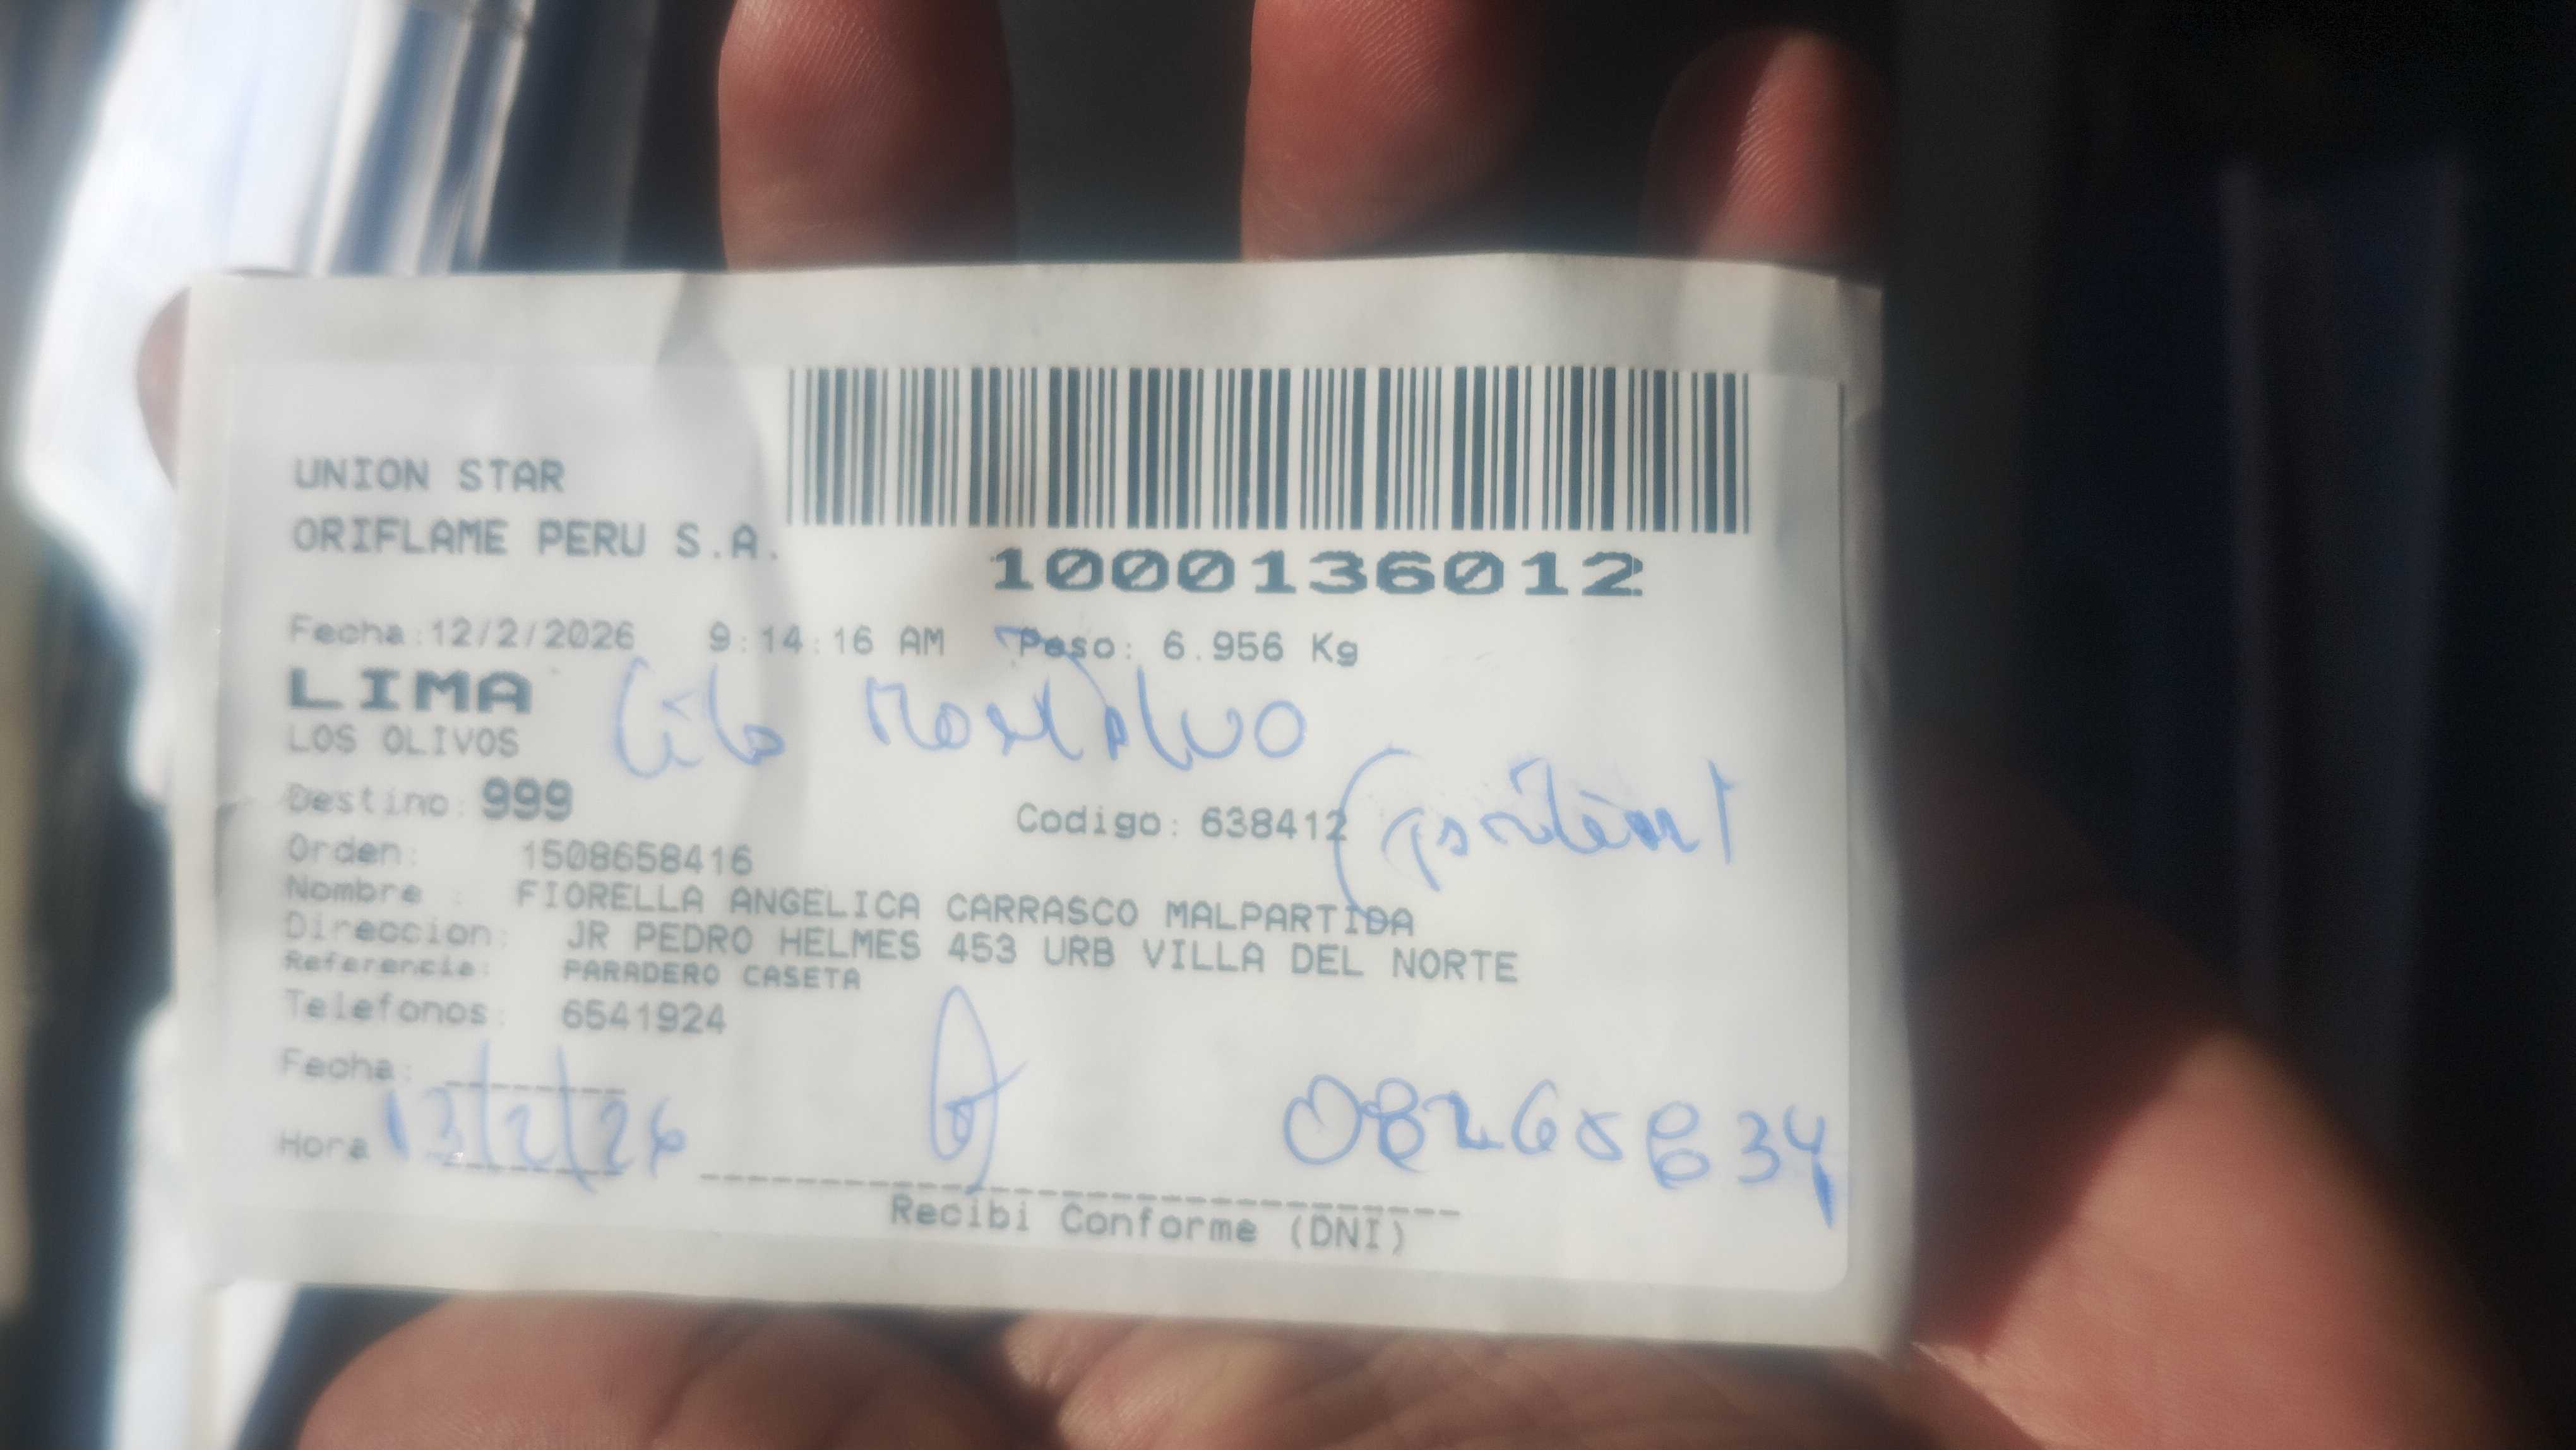 UNION STAR
ORIFLAME PERU S.A.
1000136012
Fecha:12/2/2026 9:14:16 AM Peso: 6.956 Kg
LIMA
LOS OLIVOS
Destino: 999
Codigo: 638412
Orden: 1508658416
Nombre : FIORELLA ANGELICA CARRASCO MALPARTIDA
Direccion: JR PEDRO HELMES 453 URB VILLA DEL NORTE
Referencia: PARADERO CASETA
Telefonos: 6541924
Fecha:
13/2/26
Hora
08265834
Recibi Conforme (DNI)